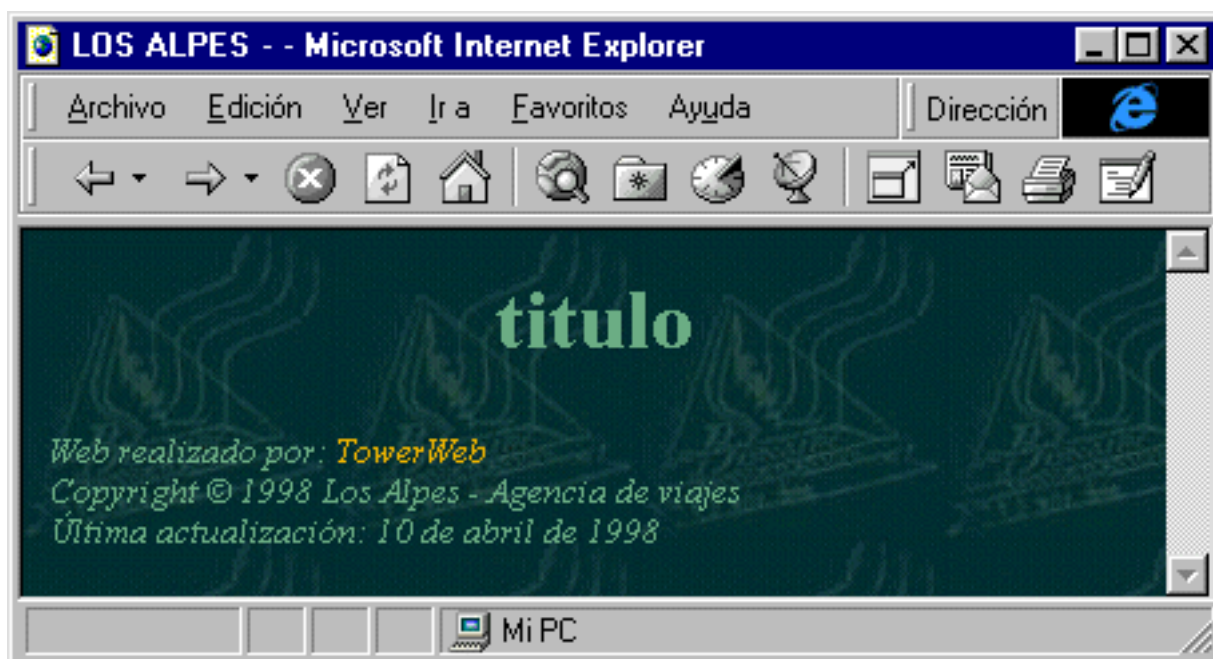 LOS ALPES - - Microsoft Internet Explorer
Archivo Edición Ver Ir a Favoritos Ayuda Dirección
titulo
Web realizado por: TowerWeb
Copyright © 1998 Los Alpes - Agencia de viajes
Última actualización: 10 de abril de 1998
Mi PC